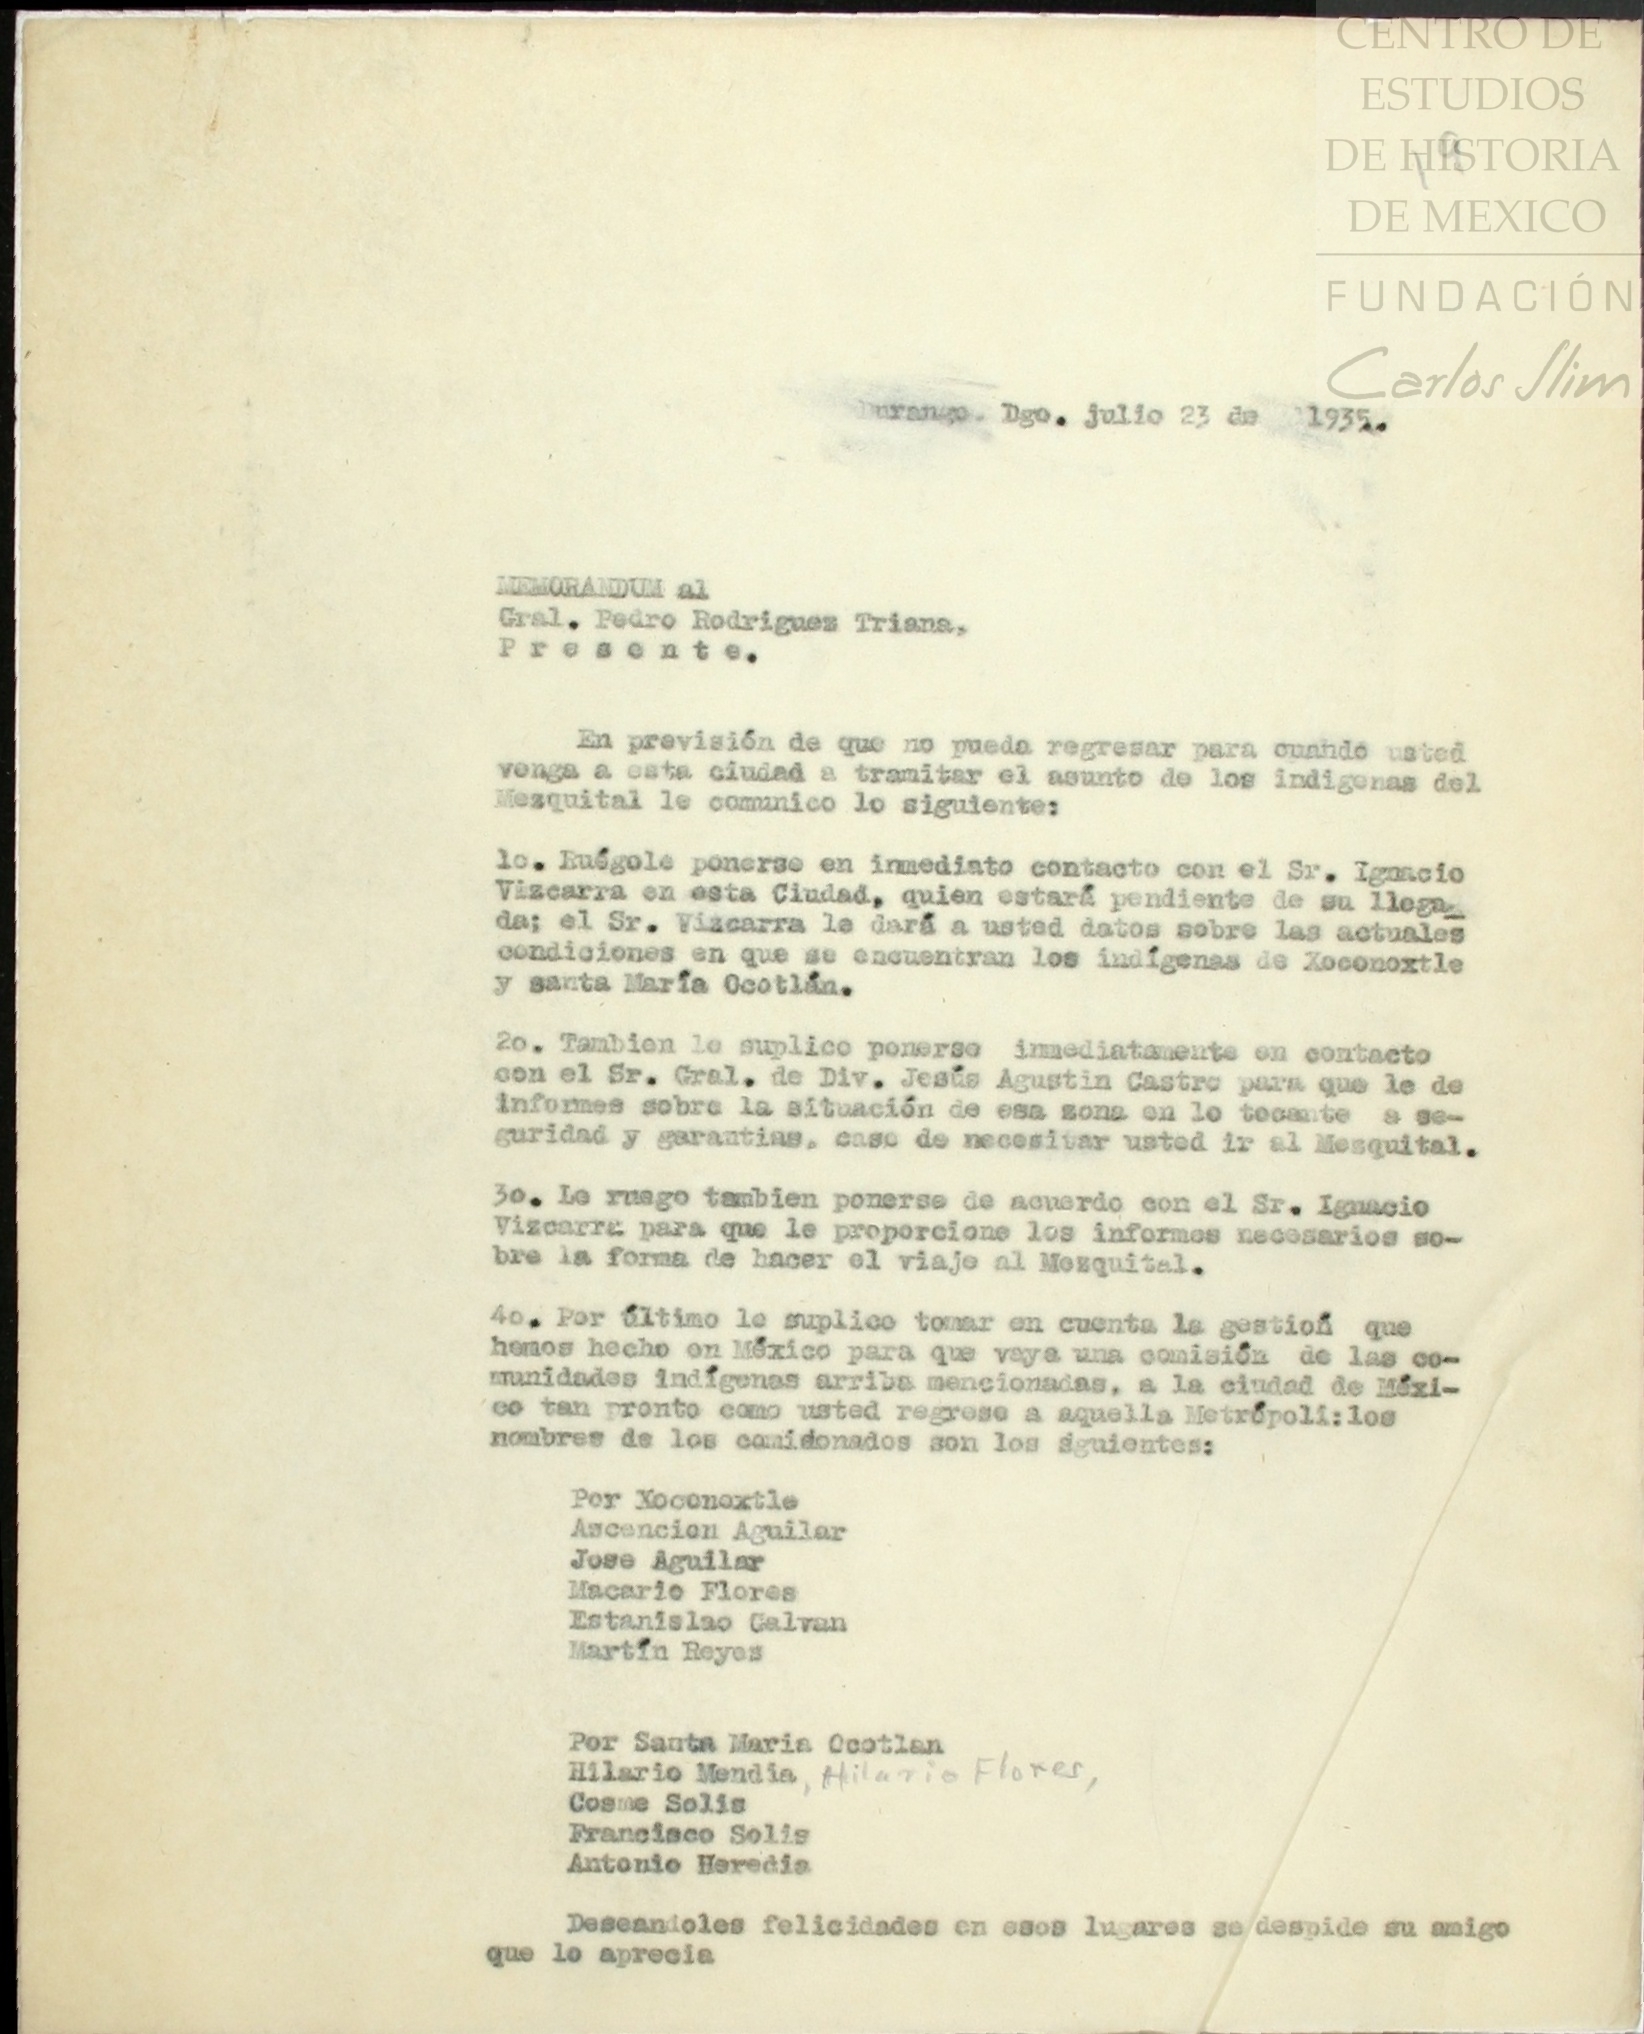 CENTRO DE
ESTUDIOS
DE HISTORIA
DE MEXICO
FUNDACIÓN
Carlos Slim
Durango. Dgo. julio 23 de 1935.
MEMORANDUM al
Gral. Pedro Rodriguez Triana,
P r e s e n t e.
En previsión de que no pueda regresar para cuando usted
venga a esta ciudad a tramitar el asunto de los indigenas del
Mezquital le comunico lo siguiente:
1o. Ruégole ponerse en inmediato contacto con el Sr. Ignacio
Vizcarra en esta Ciudad, quien estará pendiente de su llega_
da; el Sr. Vizcarra le dará a usted datos sobre las actuales
condiciones en que se encuentran los indígenas de Xoconoxtle
y santa María Ocotlán.
2o. Tambien le suplico ponerse inmediatamente en contacto
con el Sr. Gral. de Div. Jesús Agustin Castro para que le de
informes sobre la situación de esa zona en lo tocante a se-
guridad y garantias, caso de necesitar usted ir al Mezquital.
3o. Le ruego tambien ponerse de acuerdo con el Sr. Ignacio
Vizcarra para que le proporcione los informes necesarios so-
bre la forma de hacer el viaje al Mezquital.
4o. Por último le suplico tomar en cuenta la gestioń que
hemos hecho en México para que vaya una comisión de las co-
munidades indígenas arriba mencionadas, a la ciudad de Méxi-
co tan pronto como usted regrese a aquella Metrópoli:los
nombres de los comisonados son los sguientes:
Por Xoconoxtle
Ascencion Aguilar
Jose Aguilar
Macario Flores
Estanislao Galvan
Martín Reyes
Por Santa Maria Ocotlan
Hilario Mendia, Hilario Flores,
Cosme Solis
Francisco Solis
Antonio Heredia
Deseandoles felicidades en esos lugares se despide su amigo
que lo aprecia